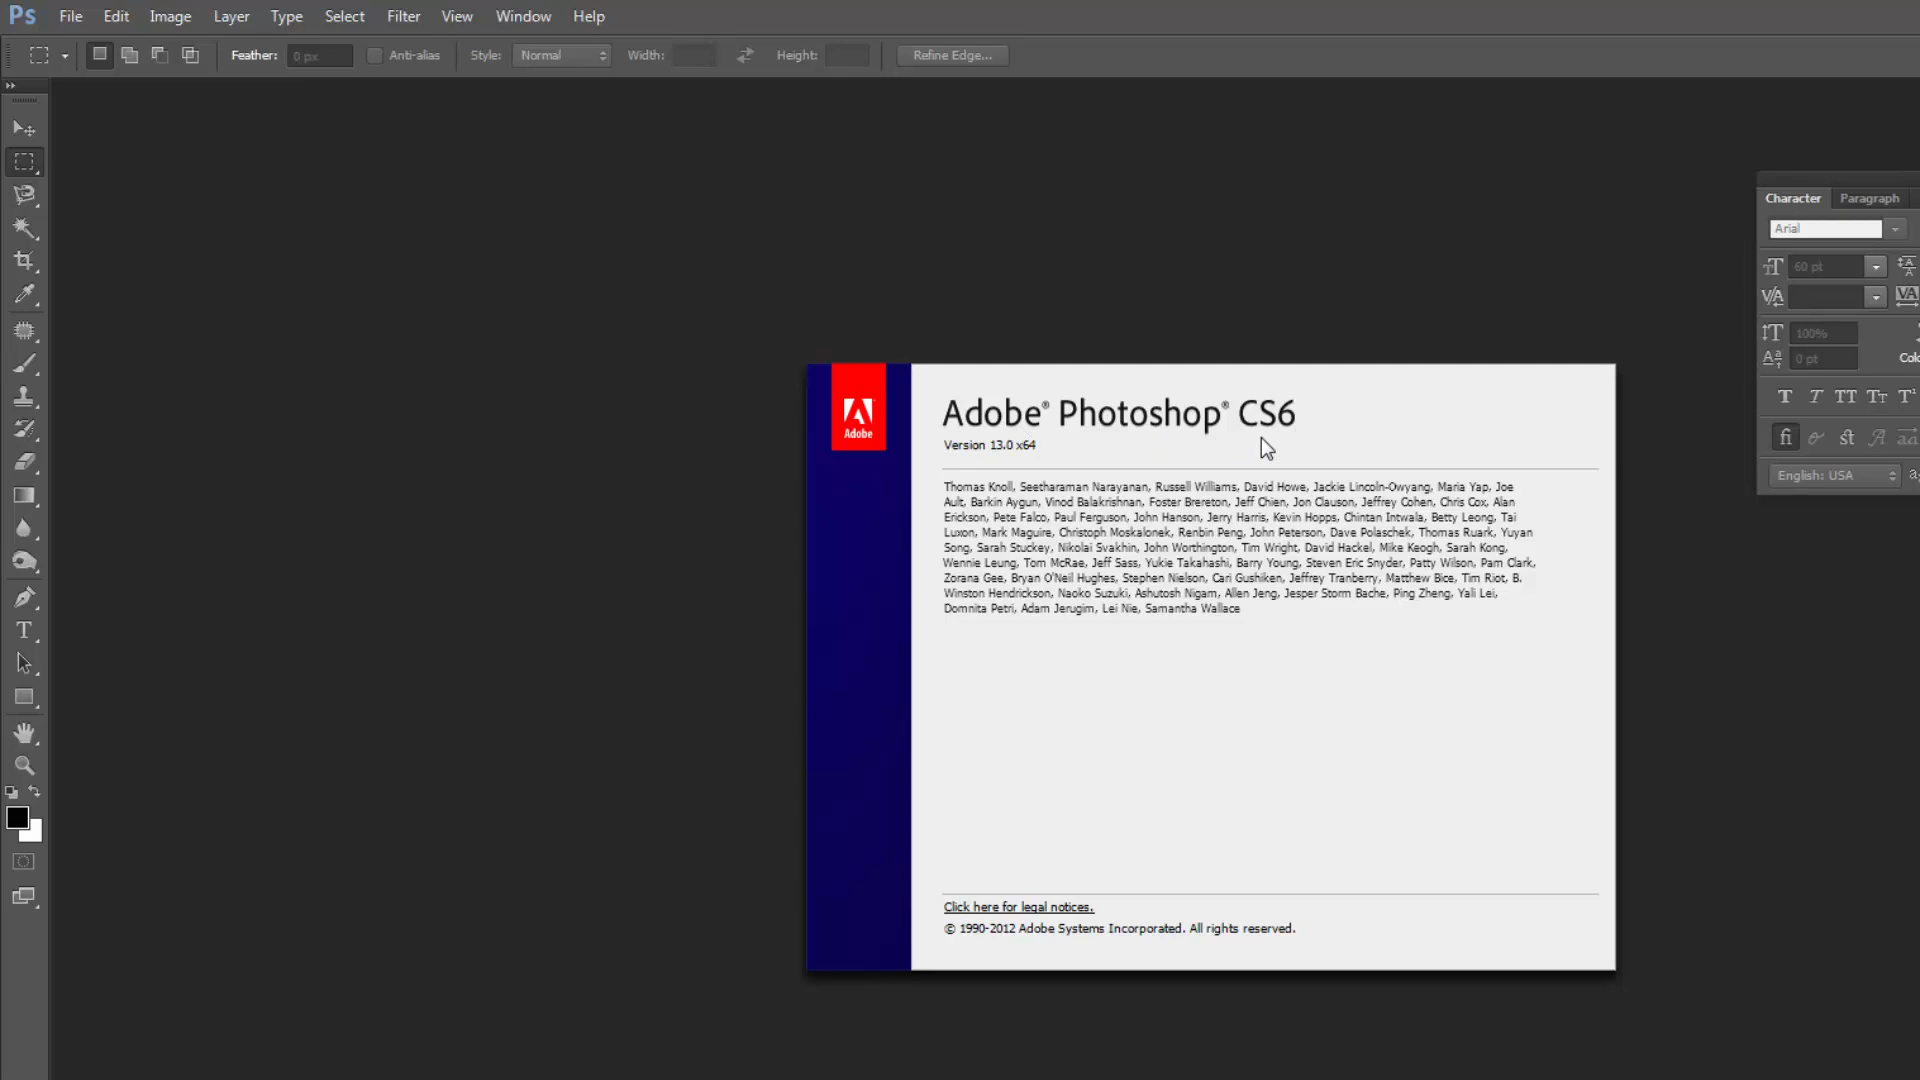 Ps File Edit Image Layer Type Select Filter View Window Help
Feather: 0 px Anti-alias Style: Normal Width: Height: Refine Edge...
Character Paragraph
Arial
60 pt
100%
0 pt
Colo
English: USA
Adobe
Adobe® Photoshop® CS6
Version 13.0 x64
Thomas Knoll, Seetharaman Narayanan, Russell Williams, David Howe, Jackie Lincoln-Owyang, Maria Yap, Joe
Ault, Barkin Aygun, Vinod Balakrishnan, Foster Brereton, Jeff Chien, Jon Clauson, Jeffrey Cohen, Chris Cox, Alan
Erickson, Pete Falco, Paul Ferguson, John Hanson, Jerry Harris, Kevin Hopps, Chintan Intwala, Betty Leong, Tai
Luxon, Mark Maguire, Christoph Moskalonek, Renbin Peng, John Peterson, Dave Polaschek, Thomas Ruark, Yuyan
Song, Sarah Stuckey, Nikolai Svakhin, John Worthington, Tim Wright, David Hackel, Mike Keogh, Sarah Kong,
Wennie Leung, Tom McRae, Jeff Sass, Yukie Takahashi, Barry Young, Steven Eric Snyder, Patty Wilson, Pam Clark,
Zorana Gee, Bryan O'Neil Hughes, Stephen Nielson, Cari Gushiken, Jeffrey Tranberry, Matthew Bice, Tim Riot, B.
Winston Hendrickson, Naoko Suzuki, Ashutosh Nigam, Allen Jeng, Jesper Storm Bache, Ping Zheng, Yali Lei,
Domnita Petri, Adam Jerugim, Lei Nie, Samantha Wallace
Click here for legal notices.
© 1990-2012 Adobe Systems Incorporated. All rights reserved.